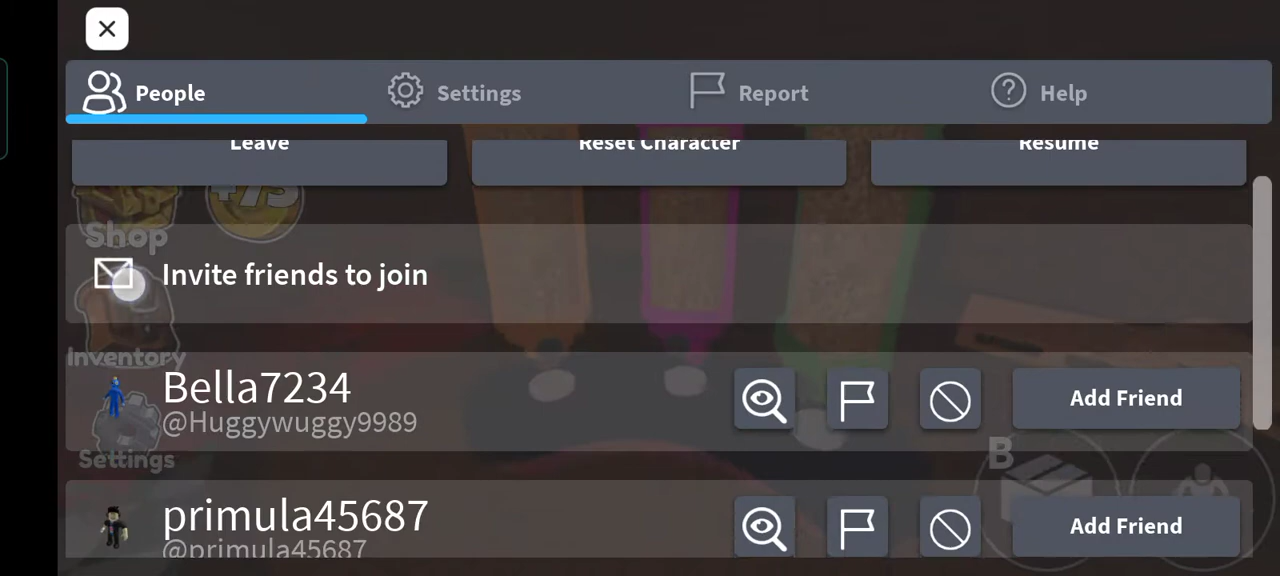 People
Settings
Report
Help
Leave
Reset Character
Resume
+75
Shop
Invite friends to join
Inventory
Bella7234
@Huggywuggy9989
Add Friend
Settings
B
primula45687
@primula45687
Add Friend